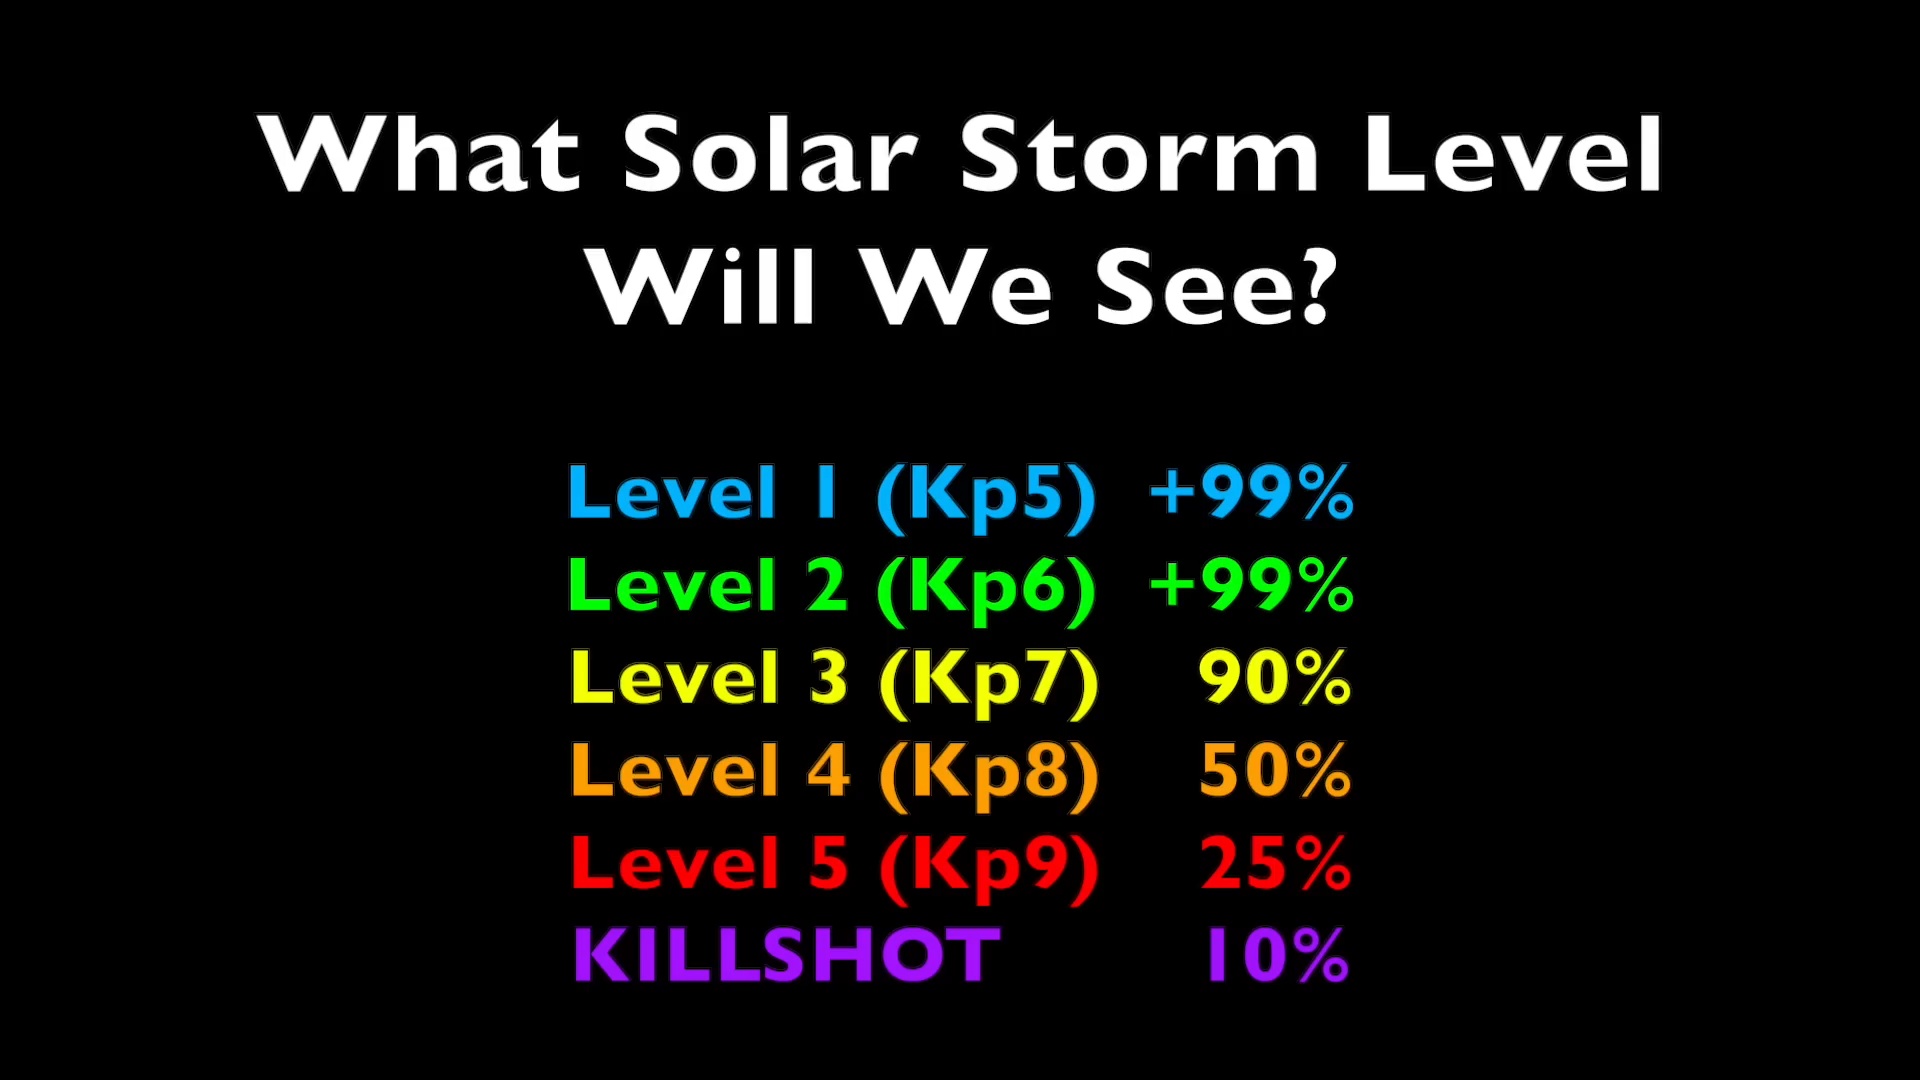 What Solar Storm Level
Will We See?
Level 1 (Kp5) +99%
Level 2 (Kp6) +99%
Level 3 (Kp7) 90%
Level 4 (Kp8) 50%
Level 5 (Kp9) 25%
KILLSHOT 10%